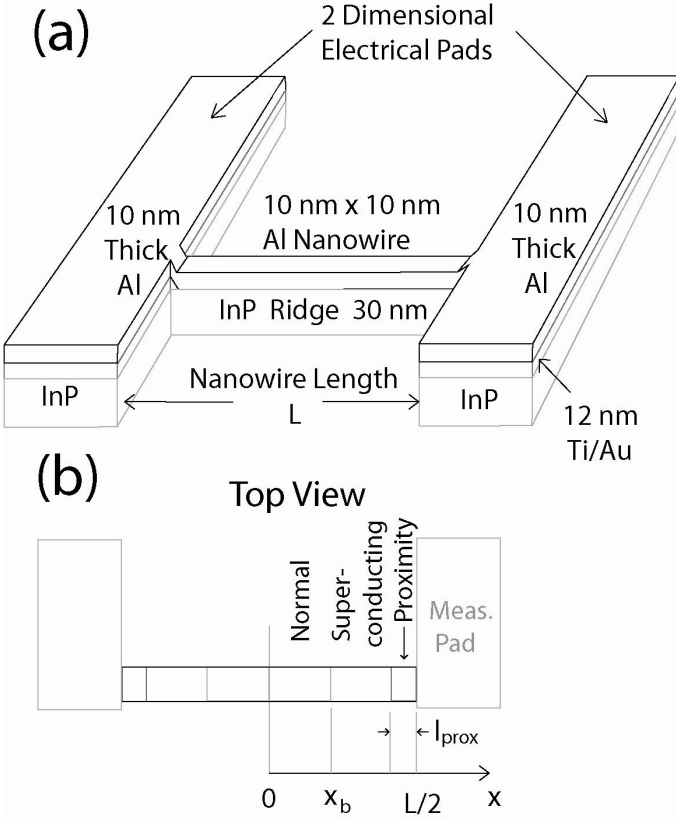 (a)
2 Dimensional
Electrical Pads
10 nm
Thick
Al
10 nm x 10 nm
Al Nanowire
10 nm
Thick
Al
InP Ridge 30 nm
InP
Nanowire Length
L
InP
12 nm
Ti/Au
(b)
Top View
Normal
Super-
conducting
Proximity
Meas.
Pad
lprox
0
xb
L/2
x